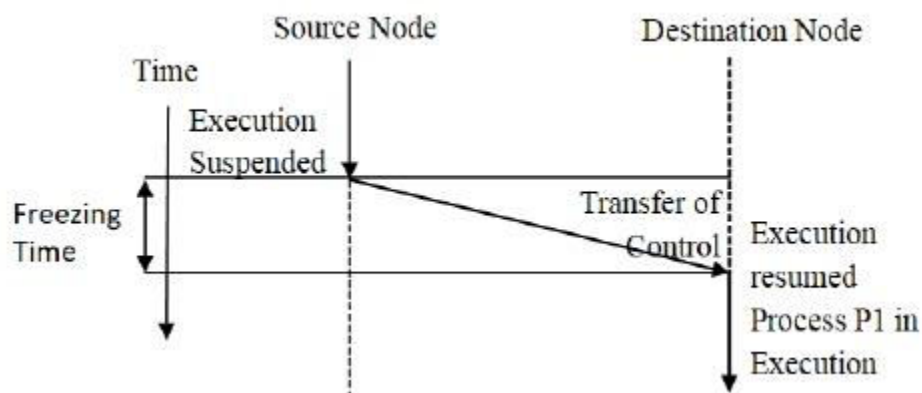 Source Node
Destination Node
Time
Execution
Suspended
Freezing
Time
Transfer of
Control
Execution
resumed
Process P1 in
Execution